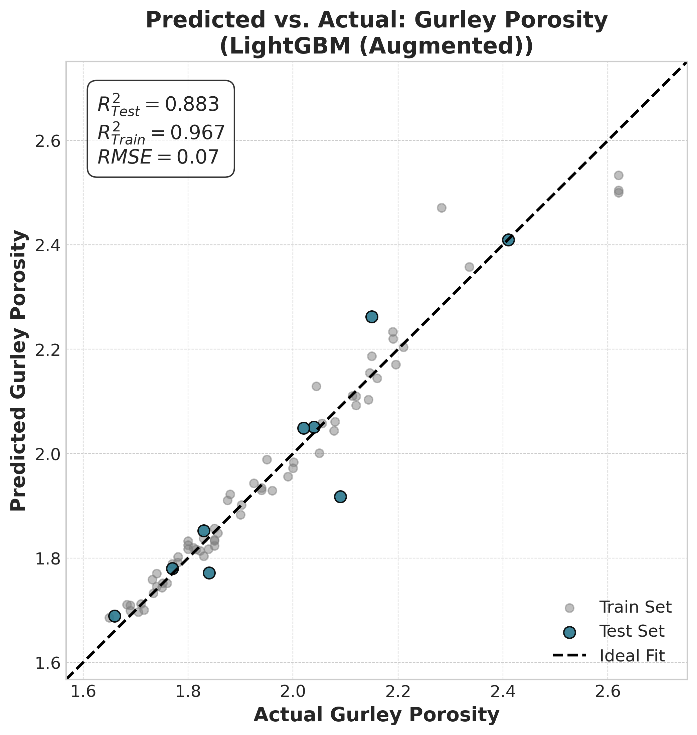 Predicted vs. Actual: Gurley Porosity
(LightGBM (Augmented))
R²Test = 0.883
R²Train = 0.967
RMSE = 0.07
Predicted Gurley Porosity
2.6
2.4
2.2
2.0
1.8
1.6
Train Set
Test Set
Ideal Fit
1.6 1.8 2.0 2.2 2.4 2.6
Actual Gurley Porosity